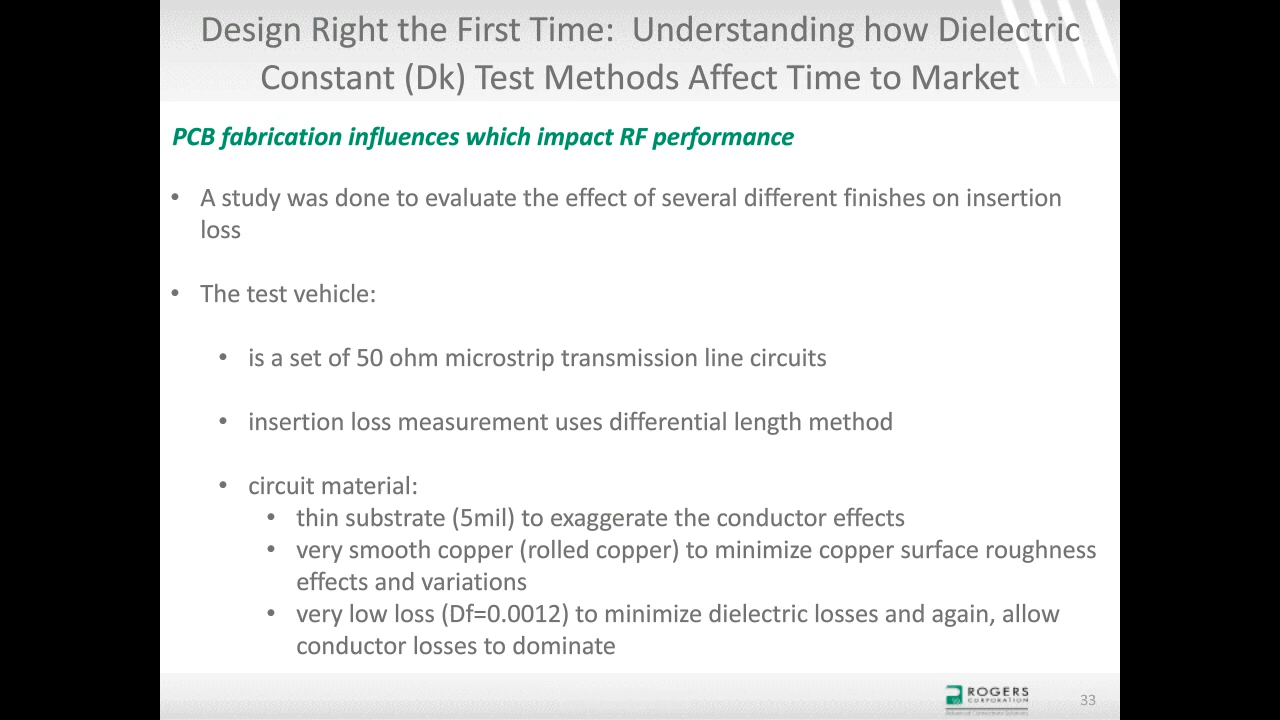 Design Right the First Time:  Understanding how Dielectric
Constant (Dk) Test Methods Affect Time to Market
PCB fabrication influences which impact RF performance
• A study was done to evaluate the effect of several different finishes on insertion
loss
• The test vehicle:
• is a set of 50 ohm microstrip transmission line circuits
• insertion loss measurement uses differential length method
• circuit material:
• thin substrate (5mil) to exaggerate the conductor effects
• very smooth copper (rolled copper) to minimize copper surface roughness
effects and variations
• very low loss (Df=0.0012) to minimize dielectric losses and again, allow
conductor losses to dominate
ROGERS
CORPORATION
Advanced Connectivity Solutions
33